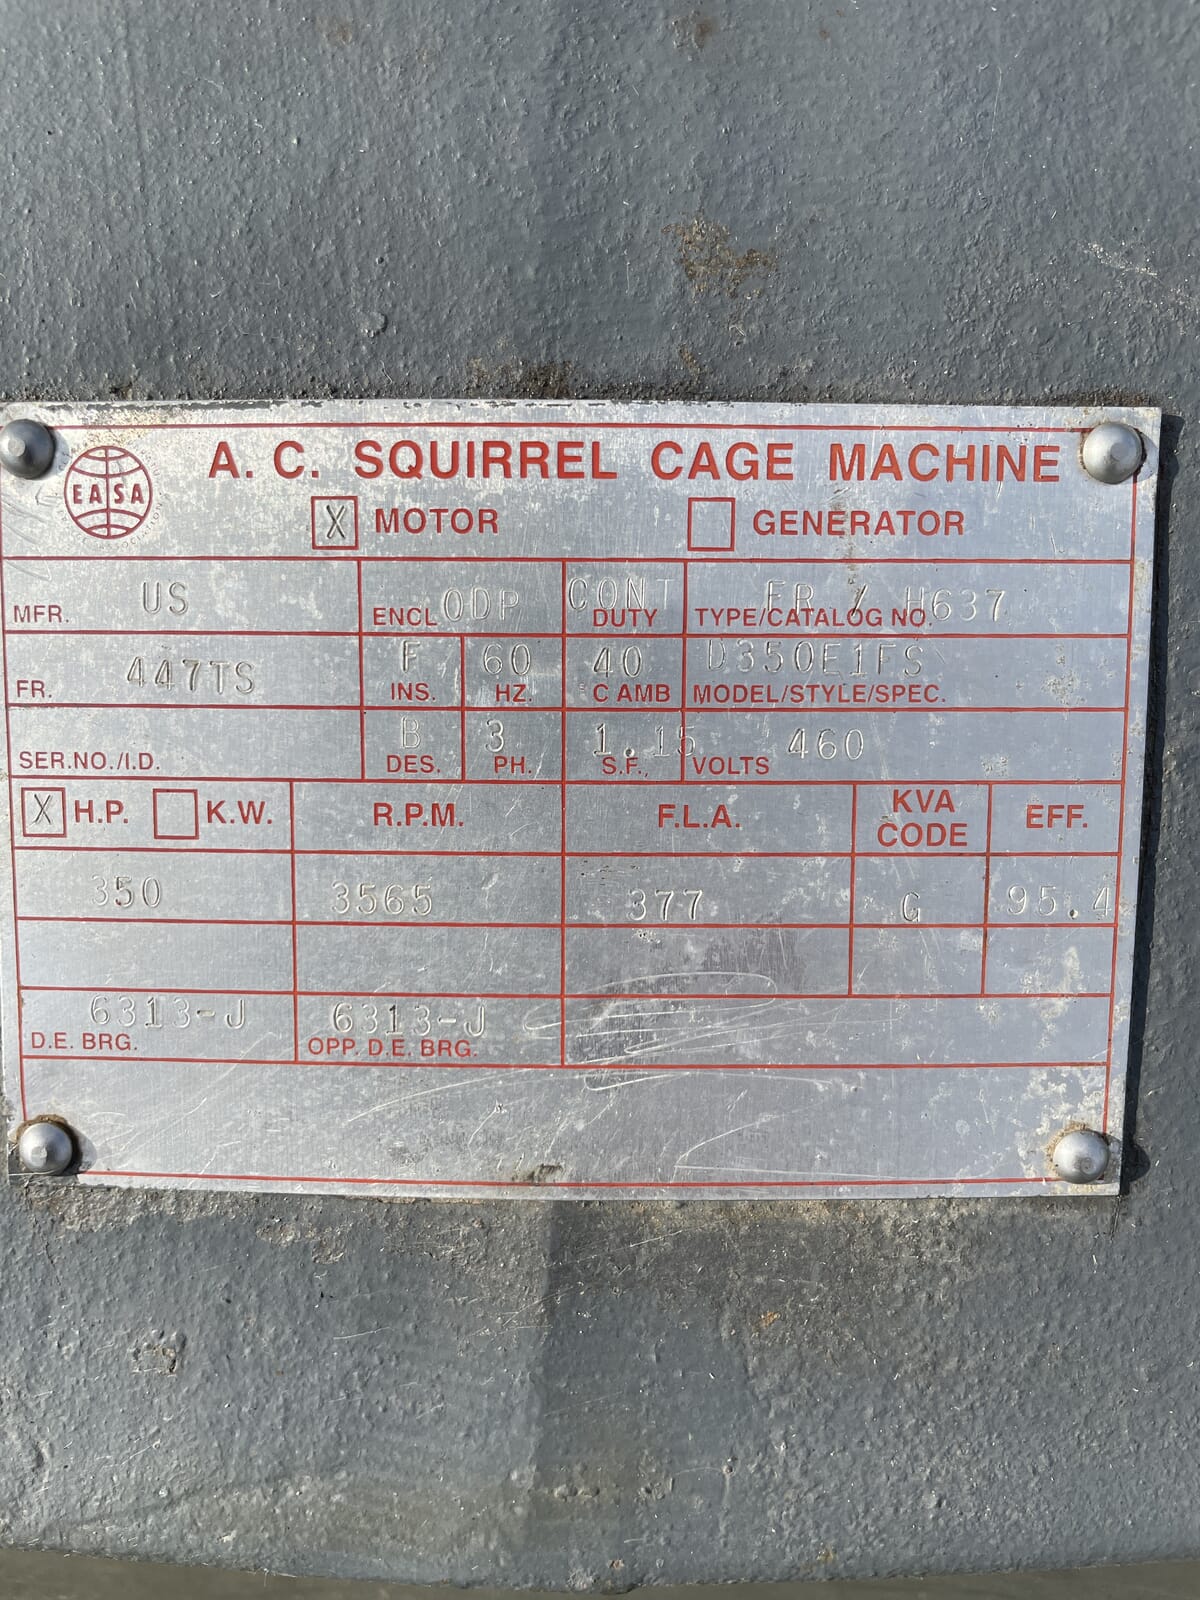 A. C. SQUIRREL CAGE MACHINE
EASA
ASSOCIATION
X MOTOR GENERATOR
MFR. US ENCL ODP CONT DUTY TYPE/CATALOG NO. H637
FR. 447TS F INS. 60 HZ 40 °C AMB D350E1FS MODEL/STYLE/SPEC.
SER.NO./I.D. B DES. 3 PH. 1.15 S.F. VOLTS 460
X H.P. K.W. R.P.M. F.L.A. KVA CODE EFF.
350 3565 377 G 95.4
6313-J D.E. BRG. 6313-J OPP. D.E. BRG.